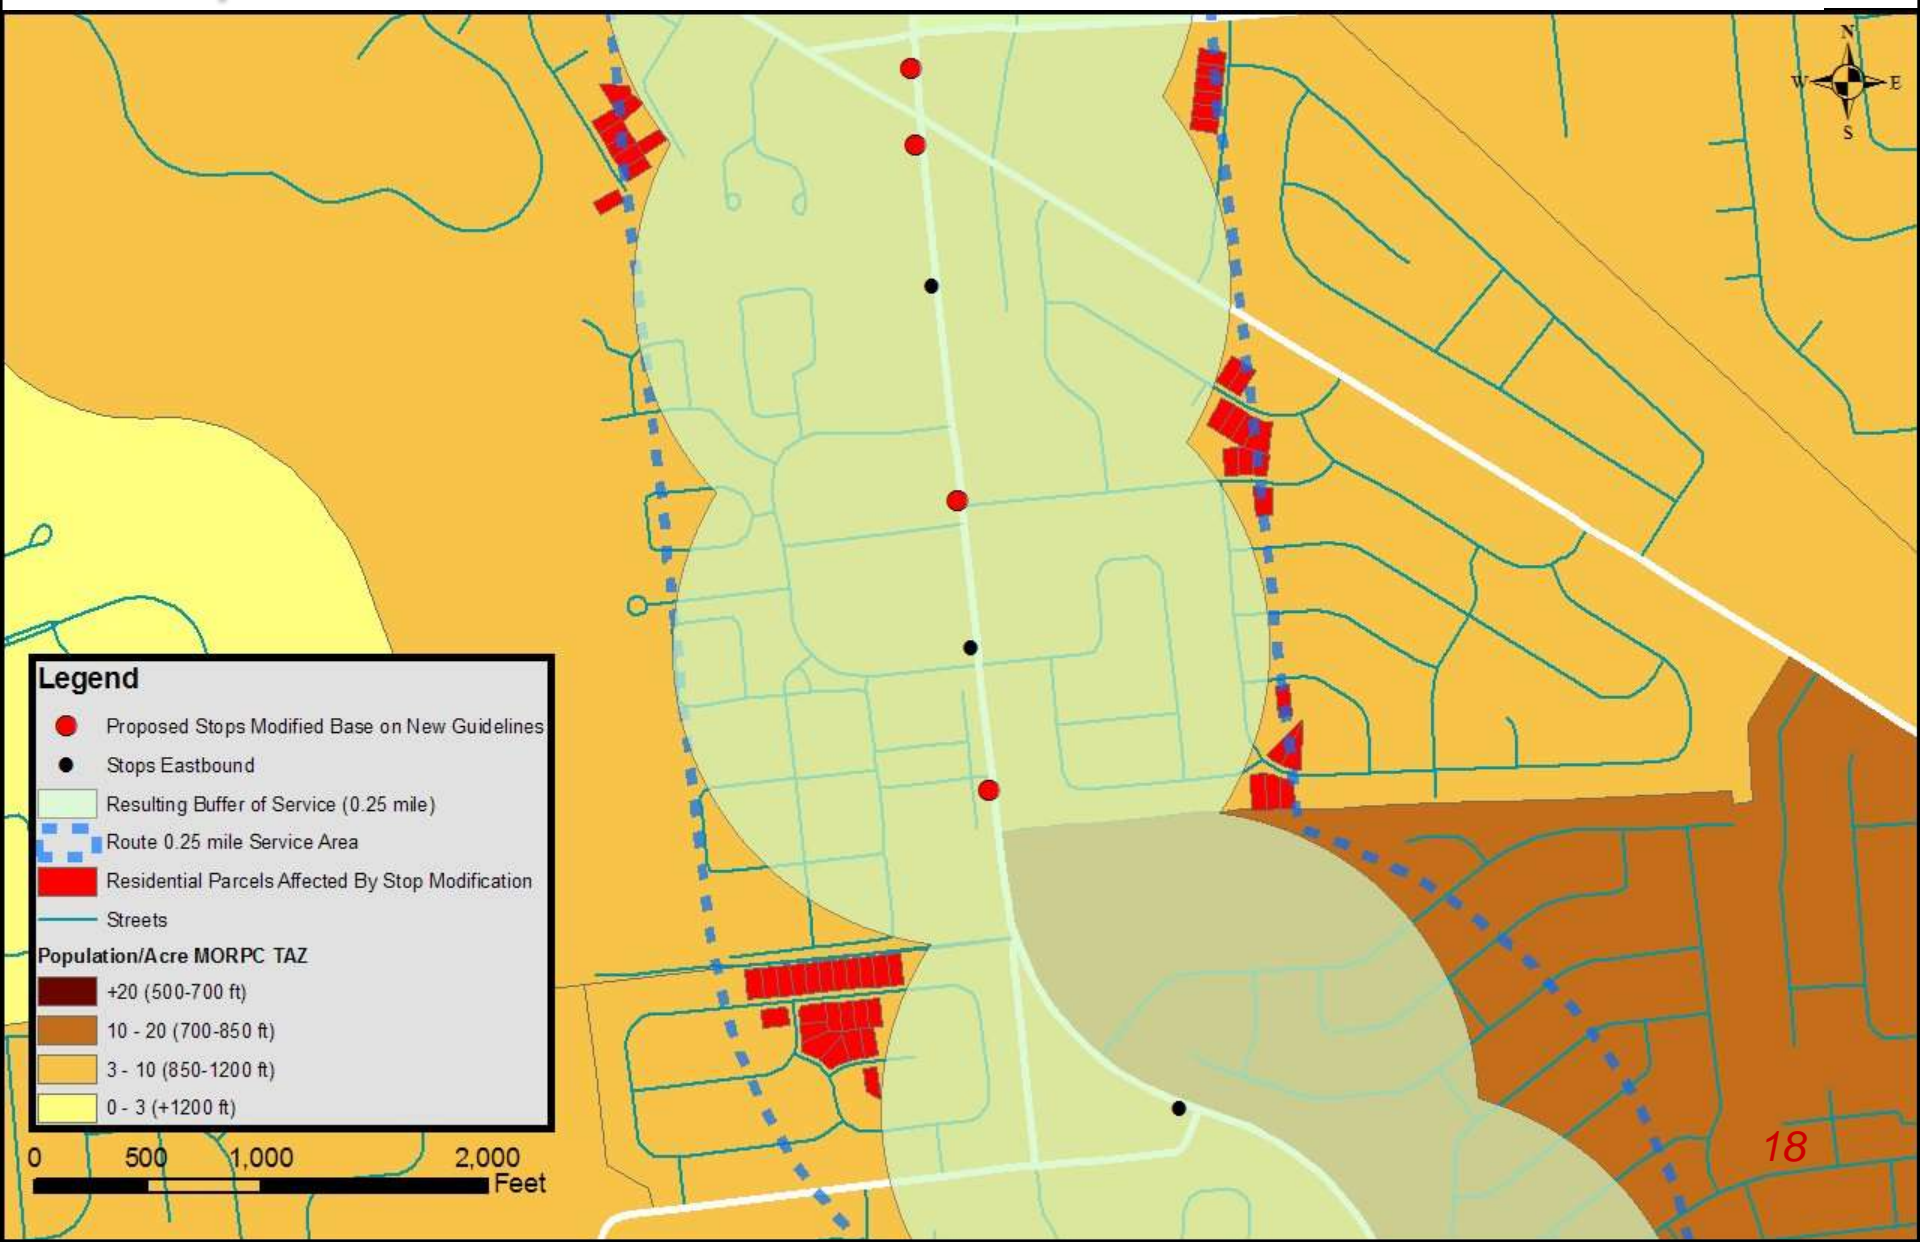 N
W E
S
Legend
Proposed Stops Modified Base on New Guidelines
Stops Eastbound
Resulting Buffer of Service (0.25 mile)
Route 0.25 mile Service Area
Residential Parcels Affected By Stop Modification
Streets
Population/Acre MORPC TAZ
+20 (500-700 ft)
10 - 20 (700-850 ft)
3 - 10 (850-1200 ft)
0 - 3 (+1200 ft)
0 500 1,000 2,000
Feet
18